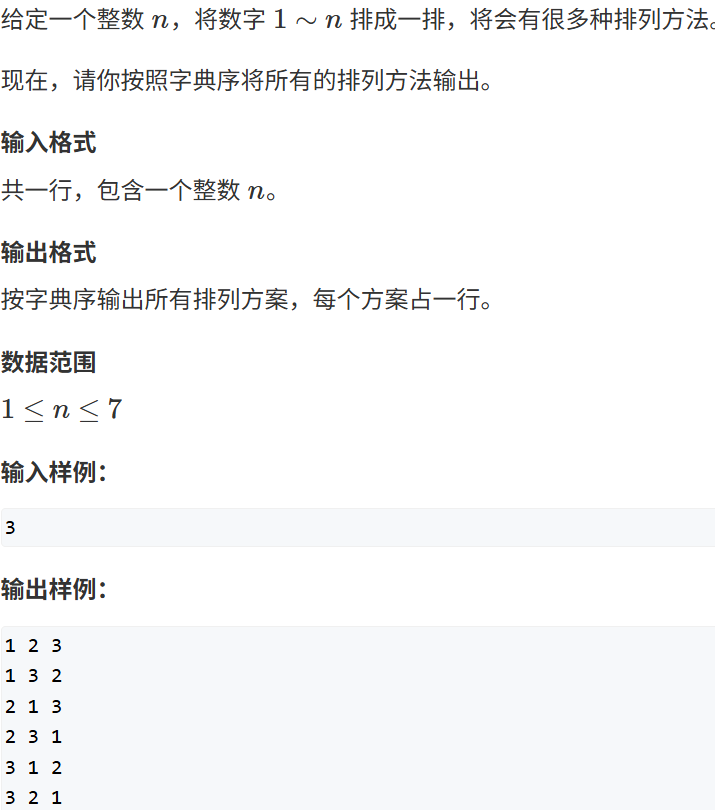 给定一个整数 n，将数字 1 ∼ n 排成一排，将会有很多种排列方法。
现在，请你按照字典序将所有的排列方法输出。
输入格式
共一行，包含一个整数 n。
输出格式
按字典序输出所有排列方案，每个方案占一行。
数据范围
1 ≤ n ≤ 7
输入样例：
3
输出样例：
1 2 3
1 3 2
2 1 3
2 3 1
3 1 2
3 2 1